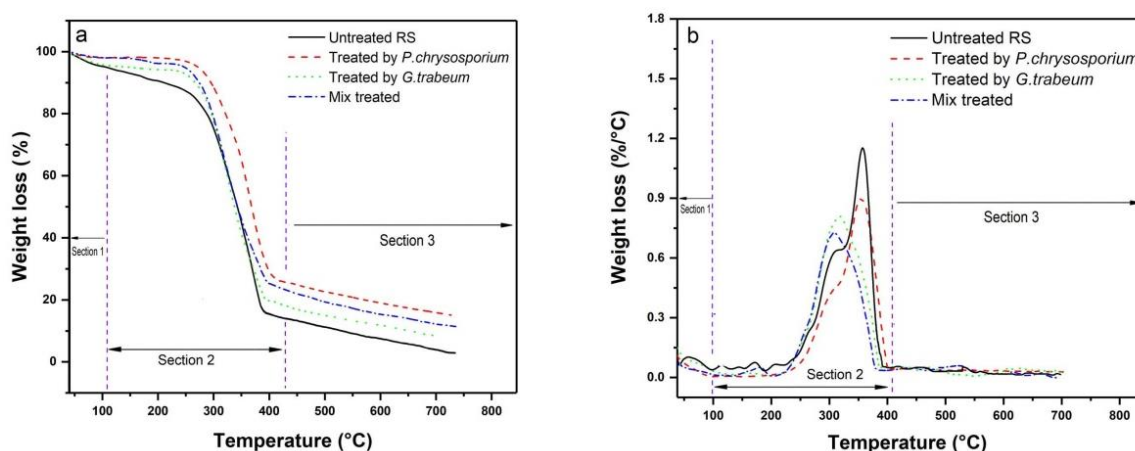 a
Untreated RS
Treated by P.chrysosporium
Treated by G.trabeum
Mix treated
Weight loss (%)
100
80
60
40
20
0
Section 1
Section 2
Section 3
100 200 300 400 500 600 700 800
Temperature (°C)
b
Untreated RS
Treated by P.chrysosporium
Treated by G.trabeum
Mix treated
Weight loss (%/°C)
1.8
1.5
1.2
0.9
0.6
0.3
0.0
Section 1
Section 2
Section 3
100 200 300 400 500 600 700 800
Temperature (°C)